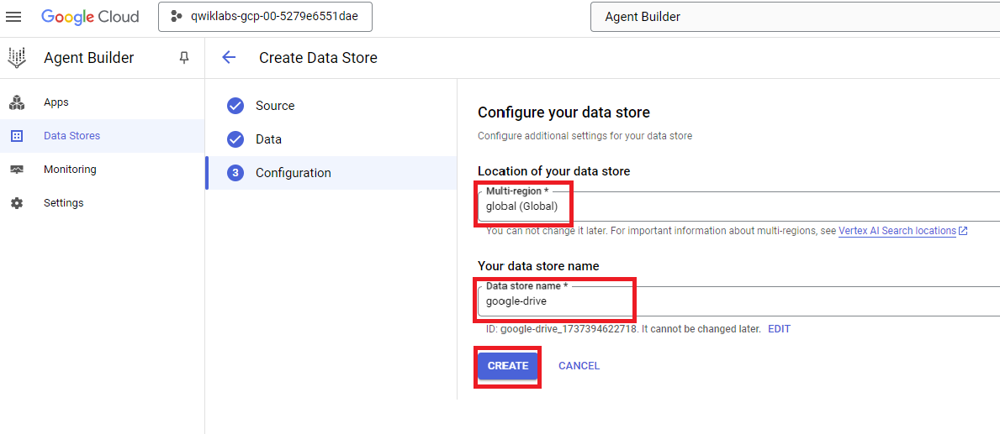 Google Cloud
qwiklabs-gcp-00-5279e6551dae
Agent Builder
Agent Builder
Create Data Store
Apps
Data Stores
Monitoring
Settings
Source
Data
3 Configuration
Configure your data store
Configure additional settings for your data store
Location of your data store
Multi-region *
global (Global)
You can not change it later. For important information about multi-regions, see Vertex AI Search locations
Your data store name
Data store name *
google-drive
ID: google-drive_1737394622718. It cannot be changed later. EDIT
CREATE CANCEL